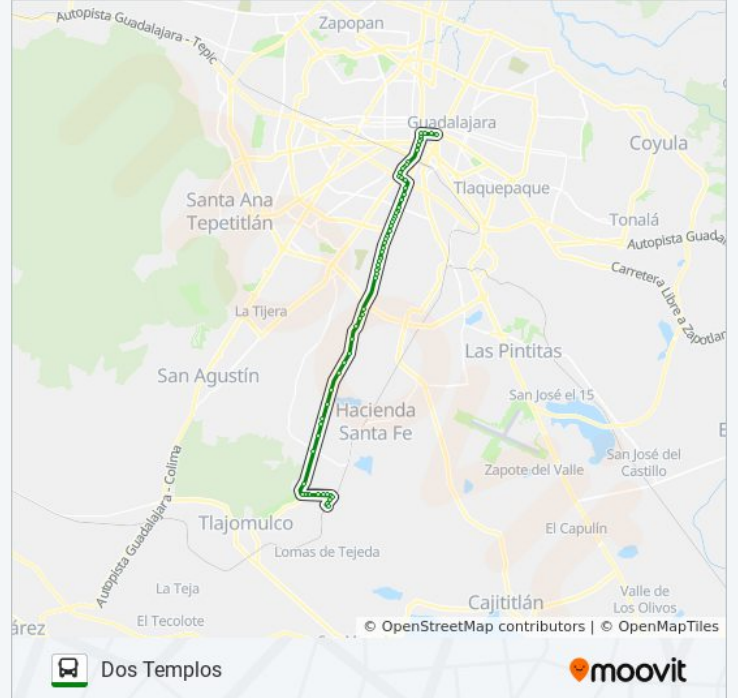 Autopista Guadalajara - Tepic
Zapopan
Guadalajara
Coyula
Santa Ana
Tepetitlán
Tlaquepaque
Tonalá
Autopista Guadala
Carretera Libre a Zapotlan
La Tijera
Las Pintitas
San Agustín
San José el 15
Hacienda
Santa Fe
San José del
Castillo
Zapote del Valle
Autopista Guadalajara - Colima
Tlajomulco
El Capulín
Lomas de Tejeda
La Teja
Cajititlán
Valle de
Los Olivos
El Tecolote
árez
© OpenStreetMap contributors | © OpenMapTiles
Dos Templos
moovit